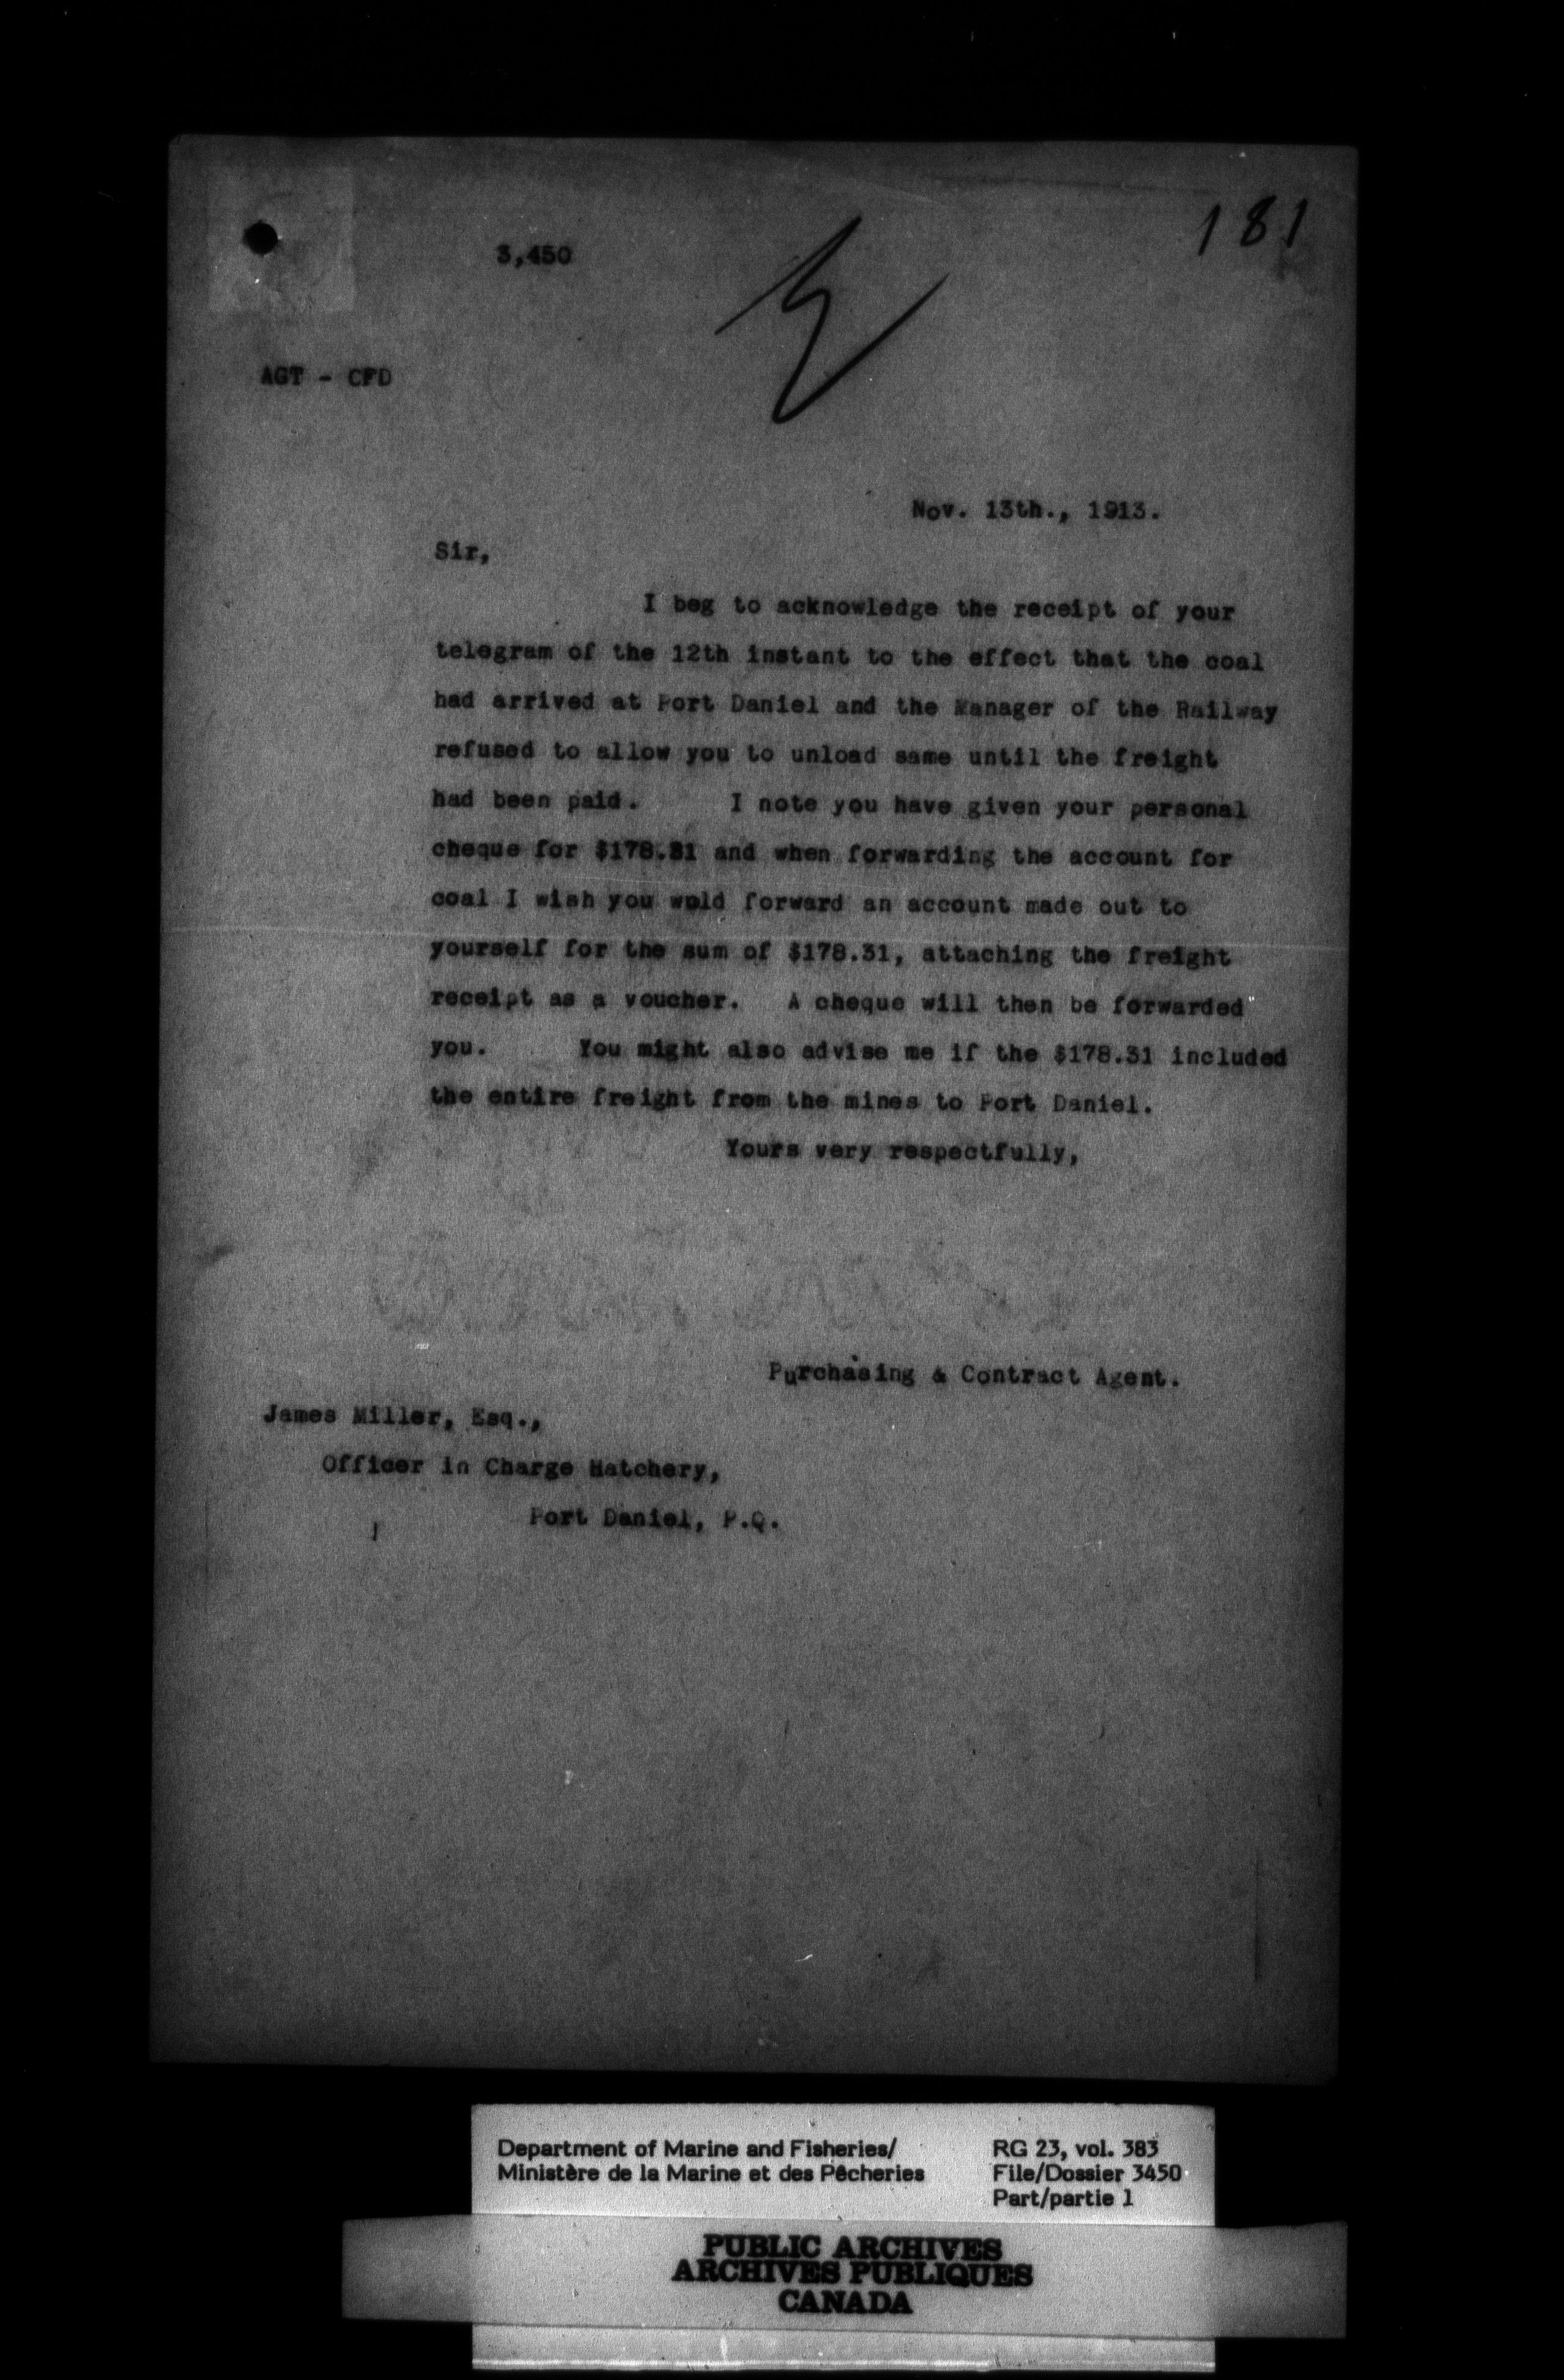 181
3,450
AGT - CFD
Nov. 13th., 1913.
Sir,
I beg to acknowledge the receipt of your
telegram of the 12th instant to the effect that the coal
had arrived at Port Daniel and the Manager of the Railway
refused to allow you to unload same until the freight
had been paid. I note you have given your personal
cheque for $178.31 and when forwarding the account for
coal I wish you wold forward an account made out to
yourself for the sum of $178.31, attaching the freight
receipt as a voucher. A cheque will then be forwarded
you. You might also advise me if the $178.31 included
the entire freight from the mines to Port Daniel.
Yours very respectfully,
Purchasing & Contract Agent.
James Miller, Esq.,
Officer in Charge Hatchery,
Port Daniel, P.Q.
Department of Marine and Fisheries/
Ministère de la Marine et des Pêcheries
RG 23, vol. 383
File/Dossier 3450
Part/partie 1
PUBLIC ARCHIVES
ARCHIVES PUBLIQUES
CANADA